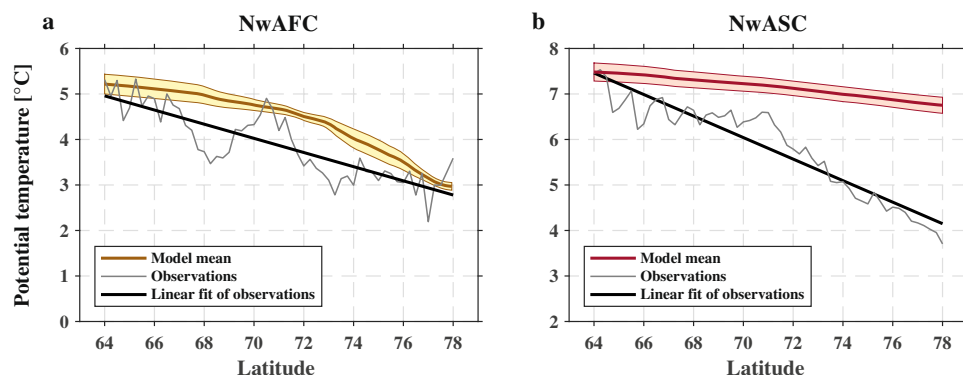 a NwAFC
Potential temperature [°C]
6
5
4
3
2
1
0
Model mean
Observations
Linear fit of observations
64 66 68 70 72 74 76 78
Latitude
b NwASC
8
7
6
5
4
3
2
Model mean
Observations
Linear fit of observations
64 66 68 70 72 74 76 78
Latitude